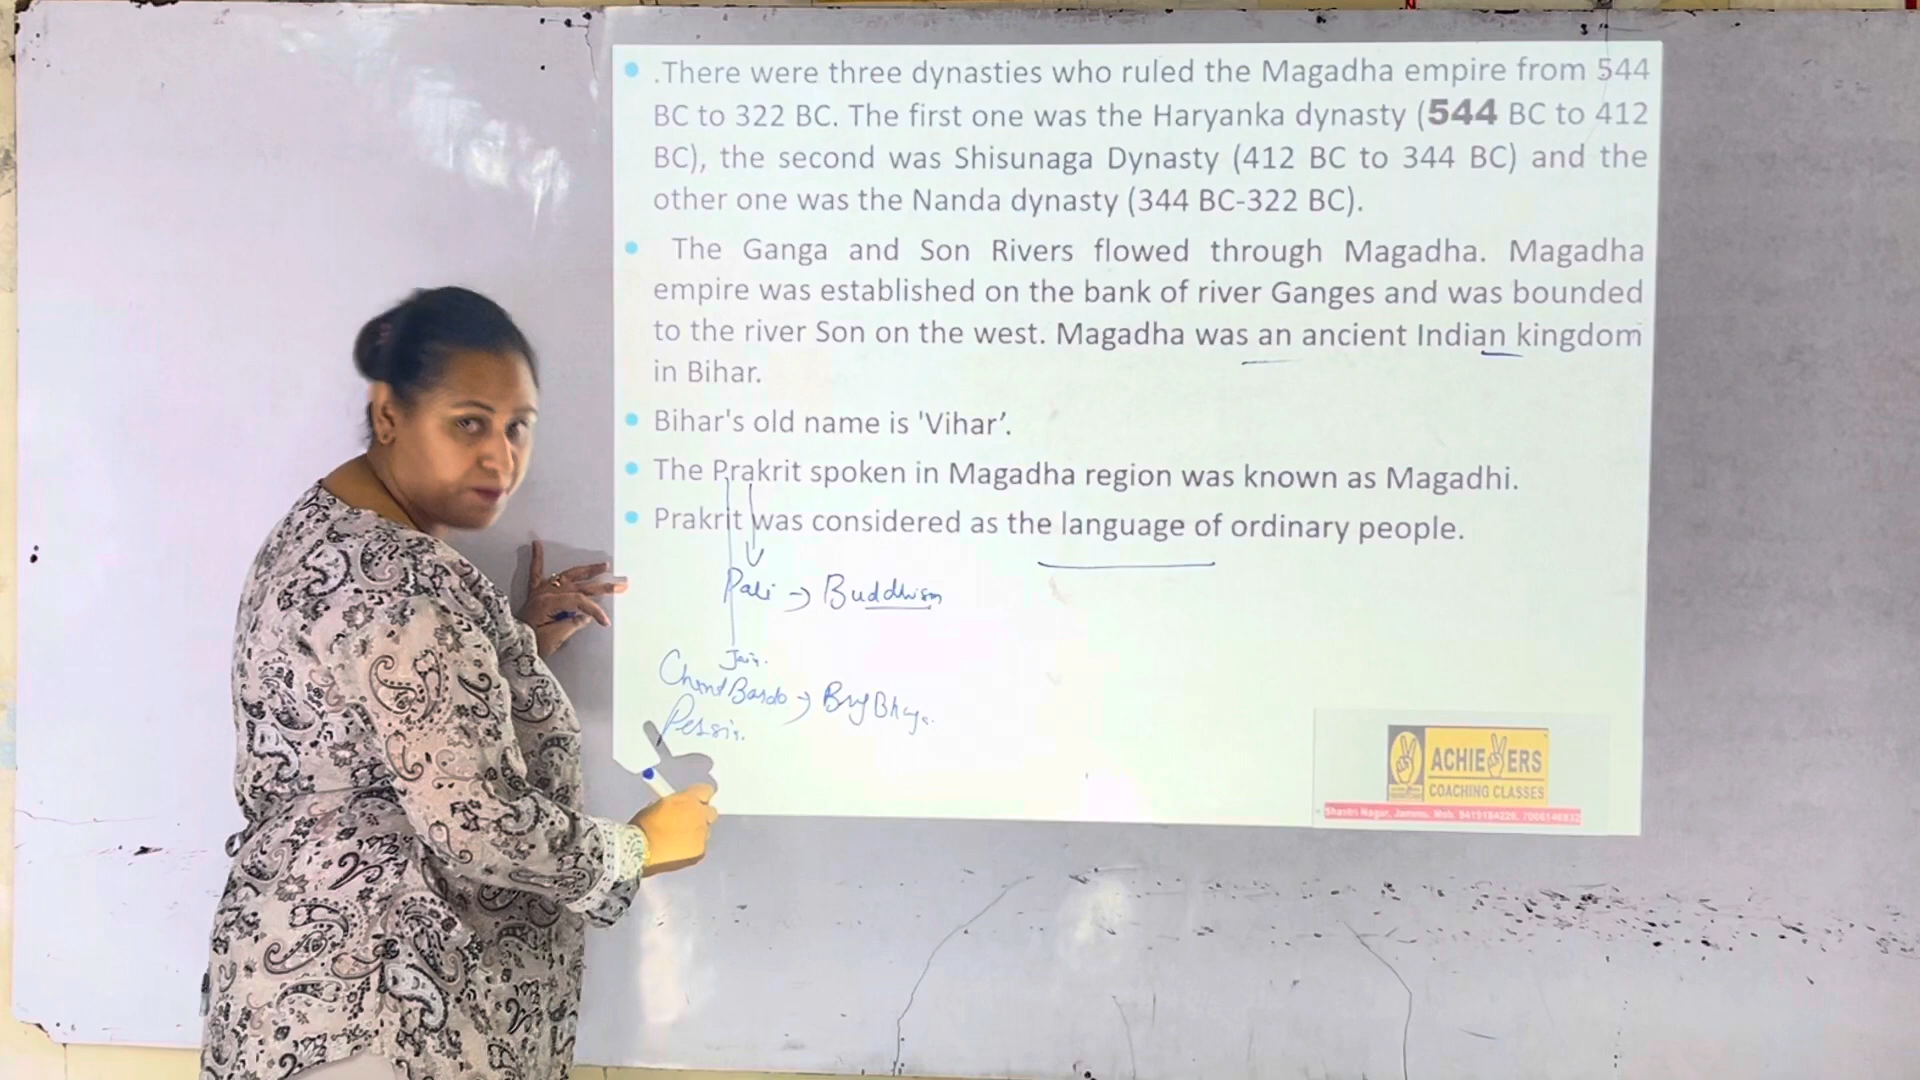 .There were three dynasties who ruled the Magadha empire from 544
BC to 322 BC. The first one was the Haryanka dynasty (544 BC to 412
BC), the second was Shisunaga Dynasty (412 BC to 344 BC) and the
other one was the Nanda dynasty (344 BC-322 BC).
The Ganga and Son Rivers flowed through Magadha. Magadha
empire was established on the bank of river Ganges and was bounded
to the river Son on the west. Magadha was an ancient Indian kingdom
in Bihar.
Bihar's old name is 'Vihar’.
The Prakrit spoken in Magadha region was known as Magadhi.
Prakrit was considered as the language of ordinary people.
Pali → Buddhism
Jain.
ACHIEVERS
COACHING CLASSES
Shastri Nagar, Jammu. Mob.